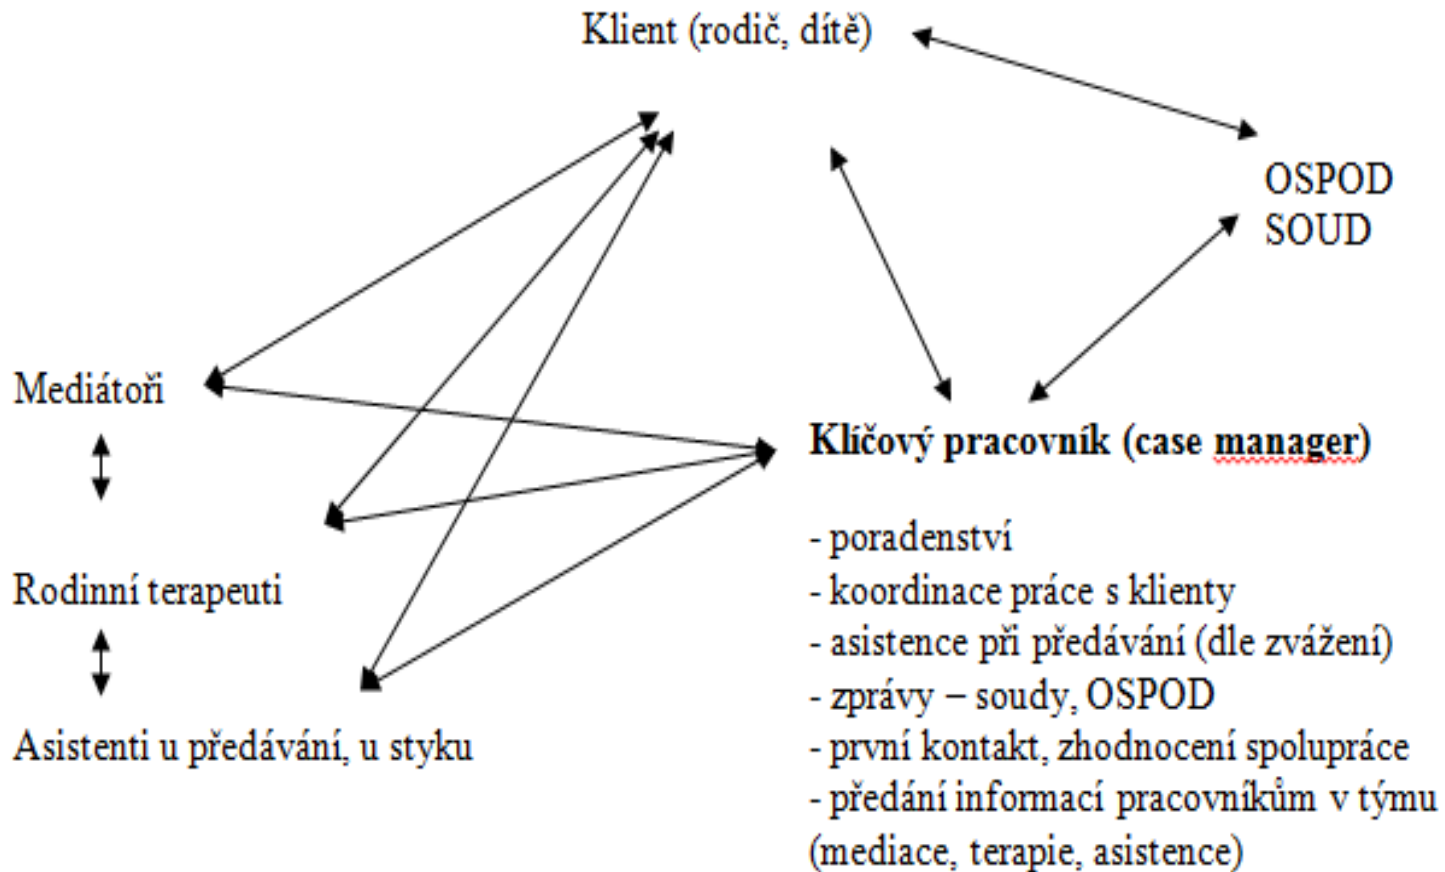 Klient (rodič, dítě)
OSPOD
SOUD
Mediátoři
Klíčový pracovník (case manager)
- poradenství
Rodinní terapeuti
- koordinace práce s klienty
- asistence při předávání (dle zvážení)
- zprávy – soudy, OSPOD
Asistenti u předávání, u styku
- první kontakt, zhodnocení spolupráce
- předání informací pracovníkům v týmu
(mediace, terapie, asistence)